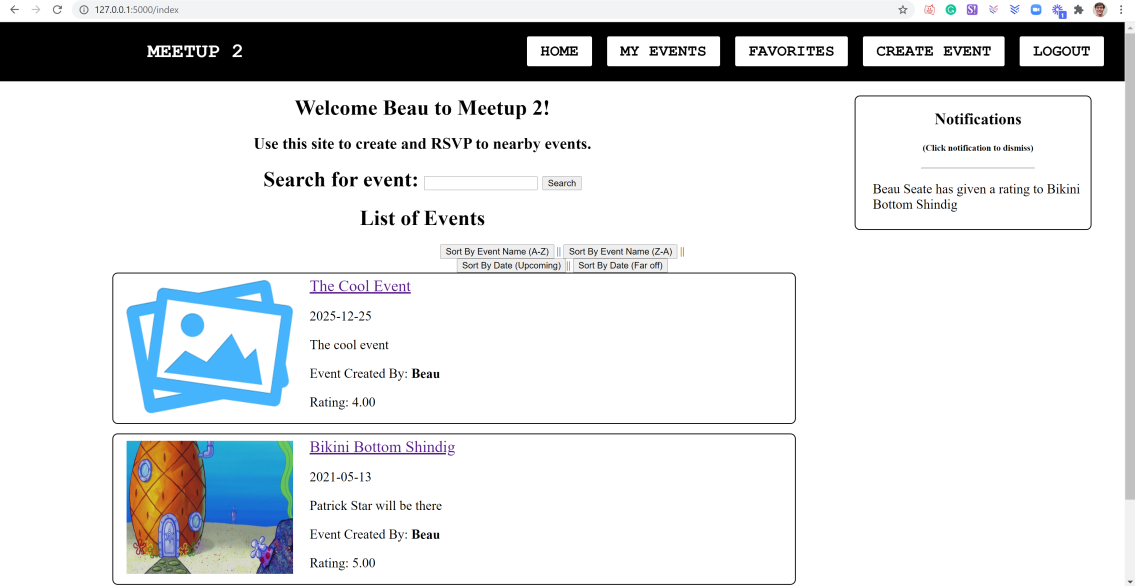 127.0.0.1:5000/index
MEETUP 2
HOME
MY EVENTS
FAVORITES
CREATE EVENT
LOGOUT
Welcome Beau to Meetup 2!
Use this site to create and RSVP to nearby events.
Search for event:
Search
List of Events
Sort By Event Name (A-Z) || Sort By Event Name (Z-A) ||
Sort By Date (Upcoming) || Sort By Date (Far off)
The Cool Event
2025-12-25
The cool event
Event Created By: Beau
Rating: 4.00
Bikini Bottom Shindig
2021-05-13
Patrick Star will be there
Event Created By: Beau
Rating: 5.00
Notifications
(Click notification to dismiss)
Beau Seate has given a rating to Bikini
Bottom Shindig